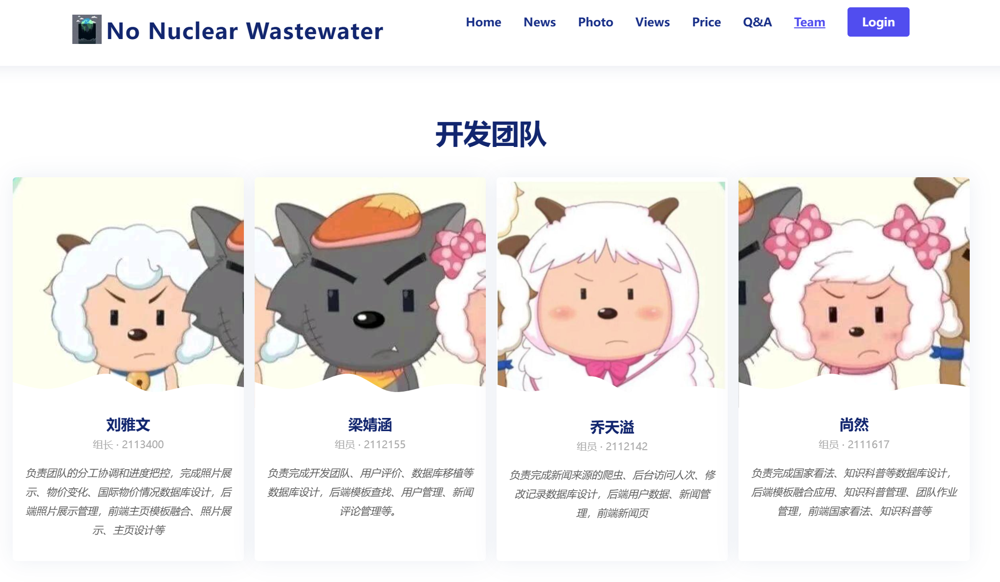 No Nuclear Wastewater
Home News Photo Views Price Q&A Team Login
开发团队
刘雅文
组长 · 2113400
负责团队的分工协调和进度把控，完成照片展
示、物价变化、国际物价情况数据库设计，后
端照片展示管理，前端主页模板融合、照片展
示、主页设计等
梁婧涵
组员 · 2112155
负责完成开发团队、用户评价、数据库移植等
数据库设计，后端模板查找、用户管理、新闻
评论管理等。
乔天溢
组员 · 2112142
负责完成新闻来源的爬虫、后台访问人次、修
改记录数据库设计，后端用户数据、新闻管
理，前端新闻页
尚然
组员 · 2111617
负责完成国家看法、知识科普等数据库设计，
后端模板融合应用、知识科普管理、团队作业
管理，前端国家看法、知识科普等